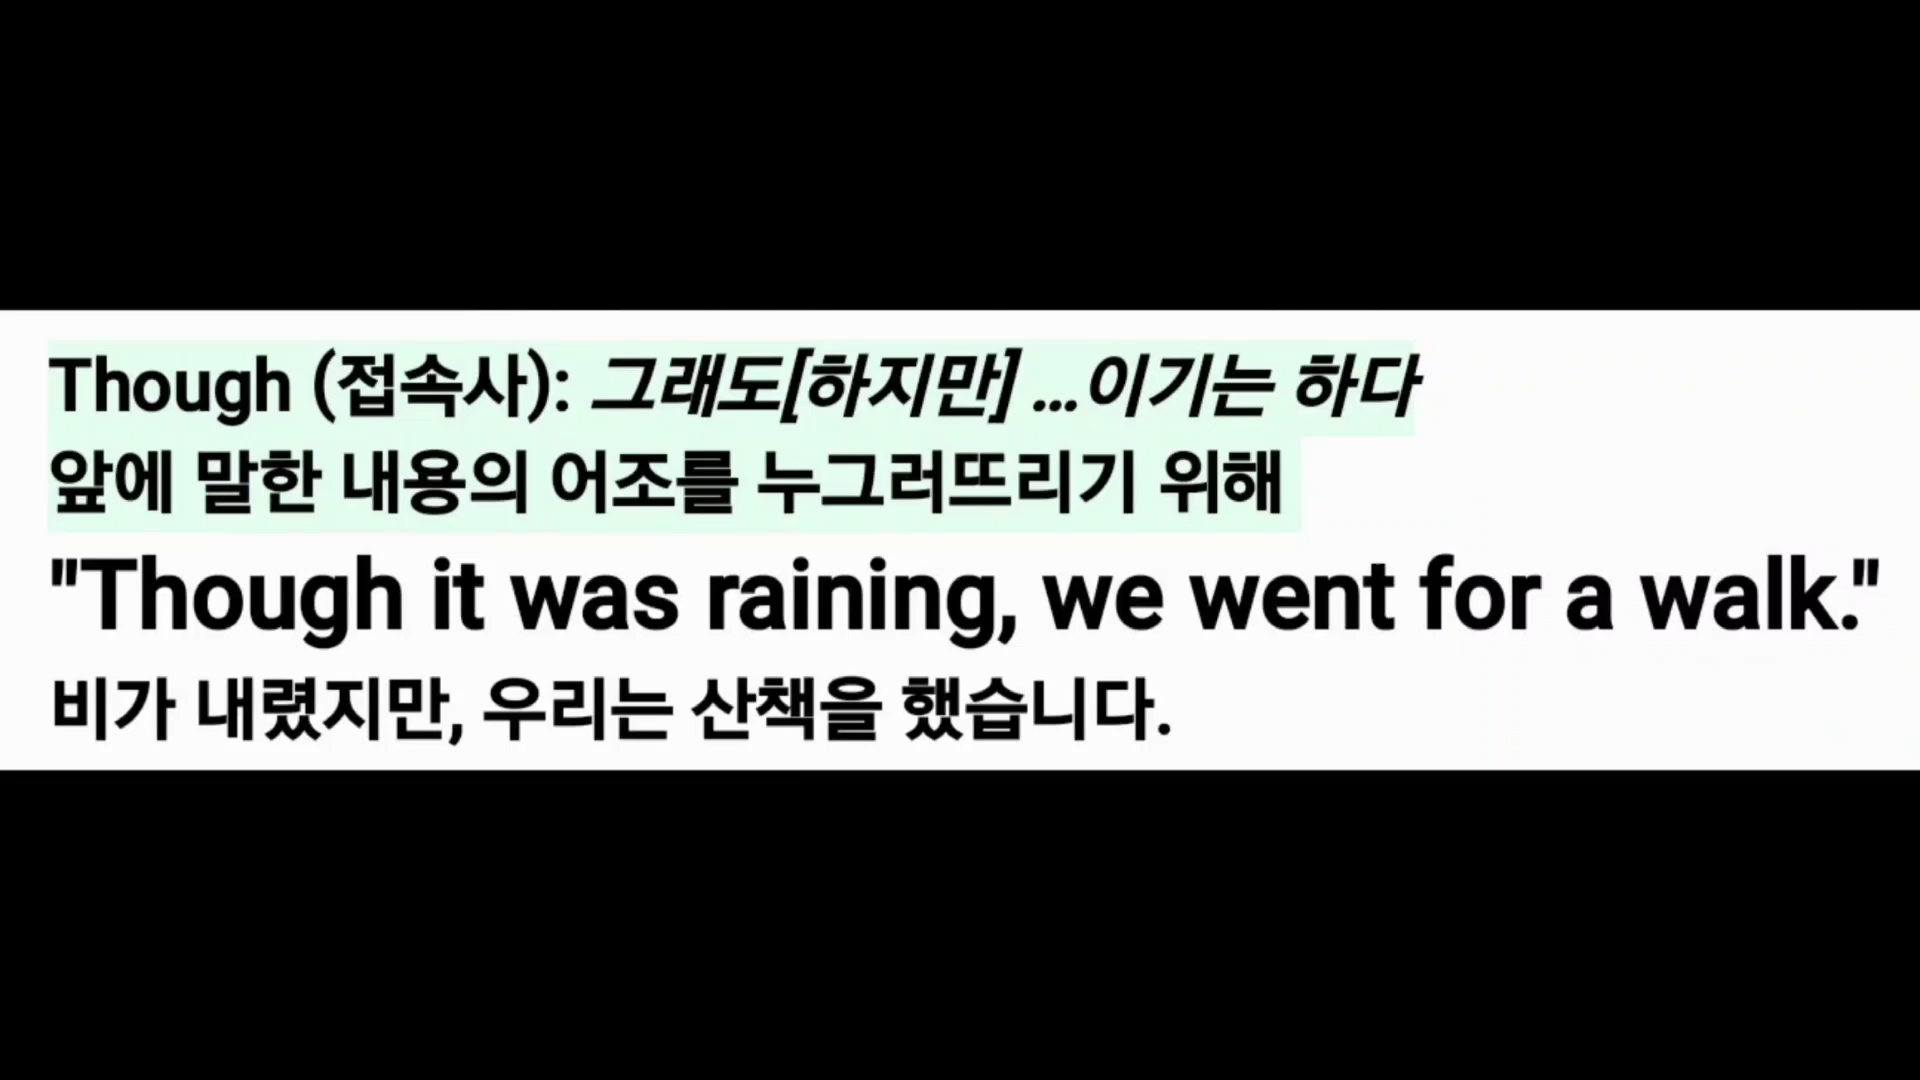 Though (접속사): 그래도[하지만] ...이기는 하다
앞에 말한 내용의 어조를 누그러뜨리기 위해
"Though it was raining, we went for a walk."
비가 내렸지만, 우리는 산책을 했습니다.